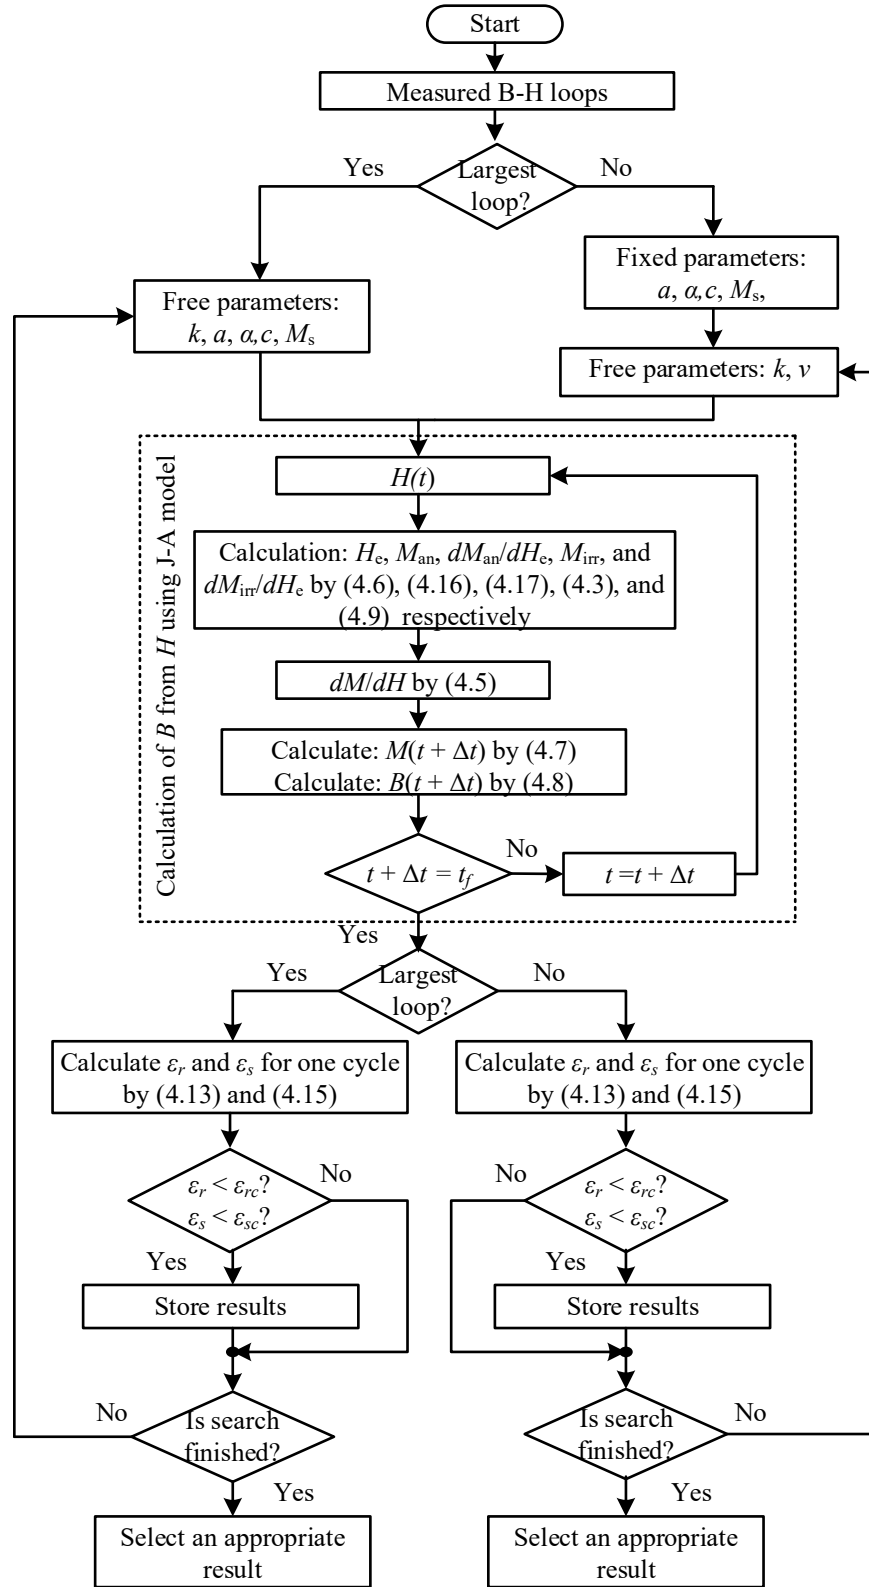 Start
Measured B-H loops
Yes
Largest
loop?
No
Fixed parameters:
a, α,c, Mₛ,
Free parameters:
k, a, α,c, Mₛ
Free parameters: k, v
Calculation of B from H using J-A model
H(t)
Calculation: Hₑ, Mₐₙ, dMₐₙ/dHₑ, Mᵢᵣᵣ, and
dMᵢᵣᵣ/dHₑ by (4.6), (4.16), (4.17), (4.3), and
(4.9) respectively
dM/dH by (4.5)
Calculate: M(t + Δt) by (4.7)
Calculate: B(t + Δt) by (4.8)
t + Δt = t_f
No
t =t + Δt
Yes
Yes
Largest
loop?
No
Calculate εᵣ and εₛ for one cycle
by (4.13) and (4.15)
Calculate εᵣ and εₛ for one cycle
by (4.13) and (4.15)
εᵣ < ε_rc?
εₛ < ε_sc?
No
Yes
No
εᵣ < ε_rc?
εₛ < ε_sc?
Yes
Store results
Store results
No
Is search
finished?
Yes
Is search
finished?
No
Yes
Select an appropriate
result
Select an appropriate
result